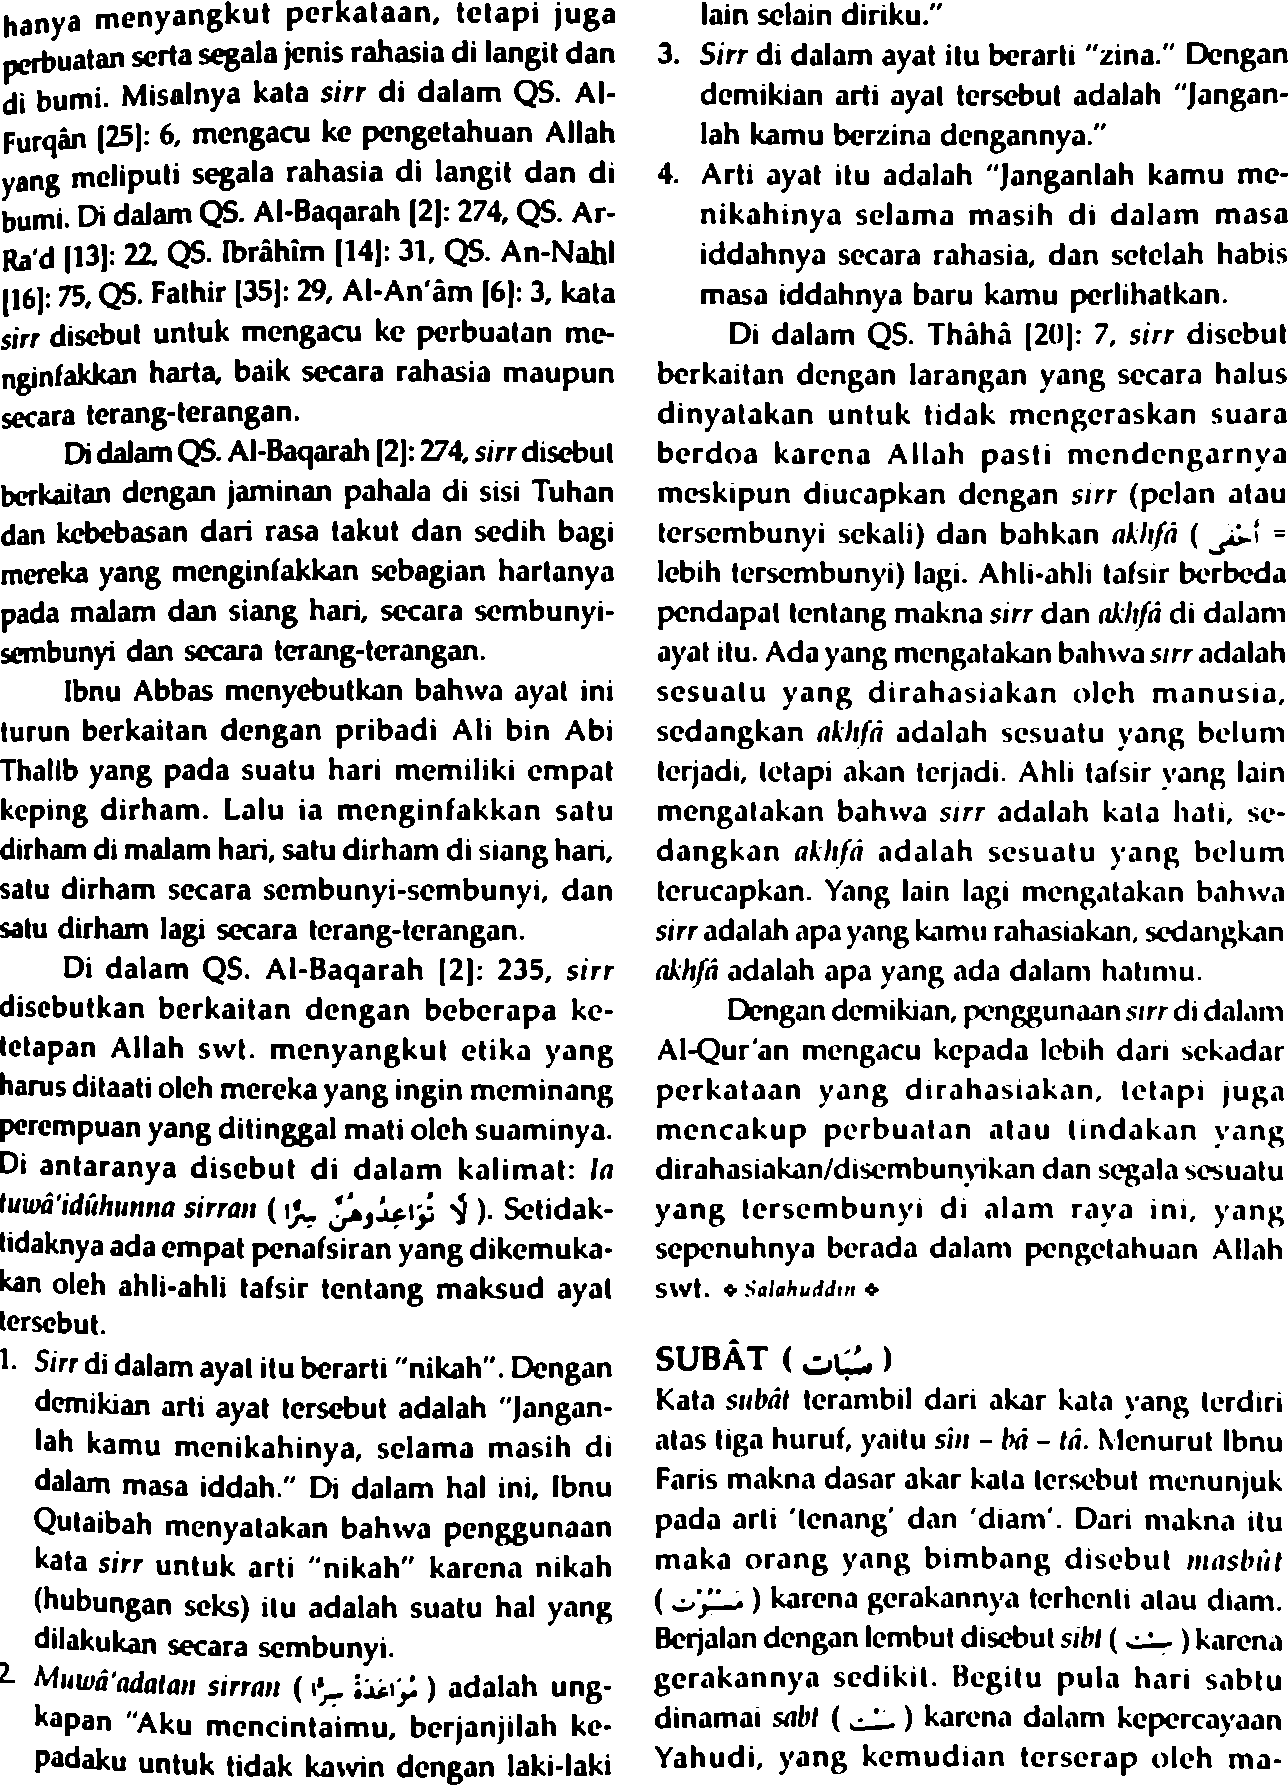 hanya menyangkut perkataan, tetapi juga
perbuatan serta segala jenis rahasia di langit dan
di bumi. Misalnya kata sirr di dalam QS. Al-
Furqân [25]: 6, mengacu ke pengetahuan Allah
yang meliputi segala rahasia di langit dan di
bumi. Di dalam QS. Al-Baqarah [2]: 274, QS. Ar-
Ra'd [13]: 22, QS. Ibrâhîm [14]: 31, QS. An-Nahl
[16]: 75, QS. Fathir [35]: 29, Al-An'âm [6]: 3, kata
sirr disebut untuk mengacu ke perbuatan me-
nginfakkan harta, baik secara rahasia maupun
secara terang-terangan.
Di dalam QS. Al-Baqarah [2]: 274, sirr disebut
berkaitan dengan jaminan pahala di sisi Tuhan
dan kebebasan dari rasa takut dan sedih bagi
mereka yang menginfakkan sebagian hartanya
pada malam dan siang hari, secara sembunyi-
sembunyi dan secara terang-terangan.
Ibnu Abbas menyebutkan bahwa ayat ini
turun berkaitan dengan pribadi Ali bin Abi
Thalib yang pada suatu hari memiliki empat
keping dirham. Lalu ia menginfakkan satu
dirham di malam hari, satu dirham di siang hari,
satu dirham secara sembunyi-sembunyi, dan
satu dirham lagi secara terang-terangan.
Di dalam QS. Al-Baqarah [2]: 235, sirr
disebutkan berkaitan dengan beberapa ke-
tetapan Allah swt. menyangkut etika yang
harus ditaati oleh mereka yang ingin meminang
perempuan yang ditinggal mati oleh suaminya.
Di antaranya disebut di dalam kalimat: la
tuwâ'idûhunna sirran ( لَا تُوَاعِدُوهُنَّ سِرًّا ). Setidak-
tidaknya ada empat penafsiran yang dikemuka-
kan oleh ahli-ahli tafsir tentang maksud ayat
tersebut.
1. Sirr di dalam ayat itu berarti "nikah". Dengan
demikian arti ayat tersebut adalah "Jangan-
lah kamu menikahinya, selama masih di
dalam masa iddah." Di dalam hal ini, Ibnu
Qutaibah menyatakan bahwa penggunaan
kata sirr untuk arti "nikah" karena nikah
(hubungan seks) itu adalah suatu hal yang
dilakukan secara sembunyi.
2. Muwâ'adatan sirran ( مُوَاعَدَةً سِرًّا ) adalah ung-
kapan "Aku mencintaimu, berjanjilah ke-
padaku untuk tidak kawin dengan laki-laki
lain selain diriku."
3. Sirr di dalam ayat itu berarti "zina." Dengan
demikian arti ayat tersebut adalah "Jangan-
lah kamu berzina dengannya."
4. Arti ayat itu adalah "Janganlah kamu me-
nikahinya selama masih di dalam masa
iddahnya secara rahasia, dan setelah habis
masa iddahnya baru kamu perlihatkan.
Di dalam QS. Thâhâ [20]: 7, sirr disebut
berkaitan dengan larangan yang secara halus
dinyatakan untuk tidak mengeraskan suara
berdoa karena Allah pasti mendengarnya
meskipun diucapkan dengan sirr (pelan atau
tersembunyi sekali) dan bahkan akhfâ ( أَخْفَى =
lebih tersembunyi) lagi. Ahli-ahli tafsir berbeda
pendapat tentang makna sirr dan akhfâ di dalam
ayat itu. Ada yang mengatakan bahwa sirr adalah
sesuatu yang dirahasiakan oleh manusia,
sedangkan akhfâ adalah sesuatu yang belum
terjadi, tetapi akan terjadi. Ahli tafsir yang lain
mengatakan bahwa sirr adalah kata hati, se-
dangkan akhfâ adalah sesuatu yang belum
terucapkan. Yang lain lagi mengatakan bahwa
sirr adalah apa yang kamu rahasiakan, sedangkan
akhfâ adalah apa yang ada dalam hatimu.
Dengan demikian, penggunaan sirr di dalam
Al-Qur'an mengacu kepada lebih dari sekadar
perkataan yang dirahasiakan, tetapi juga
mencakup perbuatan atau tindakan yang
dirahasiakan/disembunyikan dan segala sesuatu
yang tersembunyi di alam raya ini, yang
sepenuhnya berada dalam pengetahuan Allah
swt. ❖ Salahuddin ❖
SUBÂT ( سُبَات )
Kata subât terambil dari akar kata yang terdiri
atas tiga huruf, yaitu sîn – bâ – tâ. Menurut Ibnu
Faris makna dasar akar kata tersebut menunjuk
pada arti 'tenang' dan 'diam'. Dari makna itu
maka orang yang bimbang disebut masbût
( مَسْبُوْت ) karena gerakannya terhenti atau diam.
Berjalan dengan lembut disebut sibt ( سِبْت ) karena
gerakannya sedikit. Begitu pula hari sabtu
dinamai sabt ( سَبْت ) karena dalam kepercayaan
Yahudi, yang kemudian terserap oleh ma-